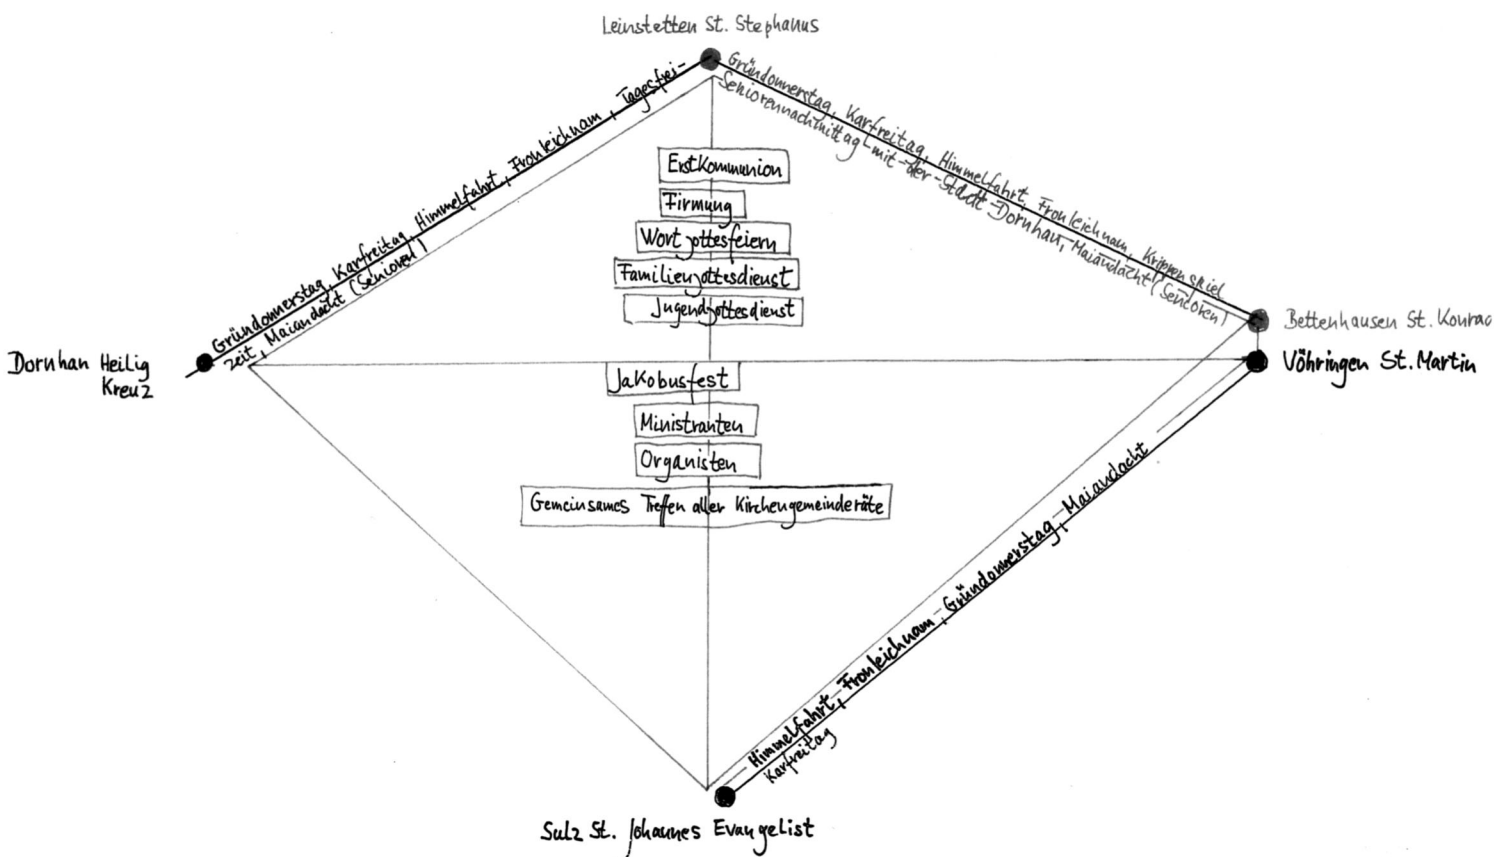 Leinstetten St. Stephanus
Gründonnerstag, Karfreitag, Himmelfahrt, Fronleichnam, Tagesfrei-
zeit, Maiandacht (Senioren)
Gründonnerstag, Karfreitag, Himmelfahrt, Fronleichnam, Krippenspiel
Seniorennachmittag-mit-der-Stadt-Dornhan, Maiandacht (Senioren)
Erstkommunion
Firmung
Wortgottesfeiern
Familiengottesdienst
Jugendgottesdienst
Dornhan Heilig
Kreuz
Bettenhausen St. Konrad
Vöhringen St. Martin
Jakobusfest
Ministranten
Organisten
Gemeinsames Treffen aller Kirchengemeinderäte
Himmelfahrt, Fronleichnam, Gründonnerstag, Maiandacht
Karfreitag
Sulz St. Johannes Evangelist